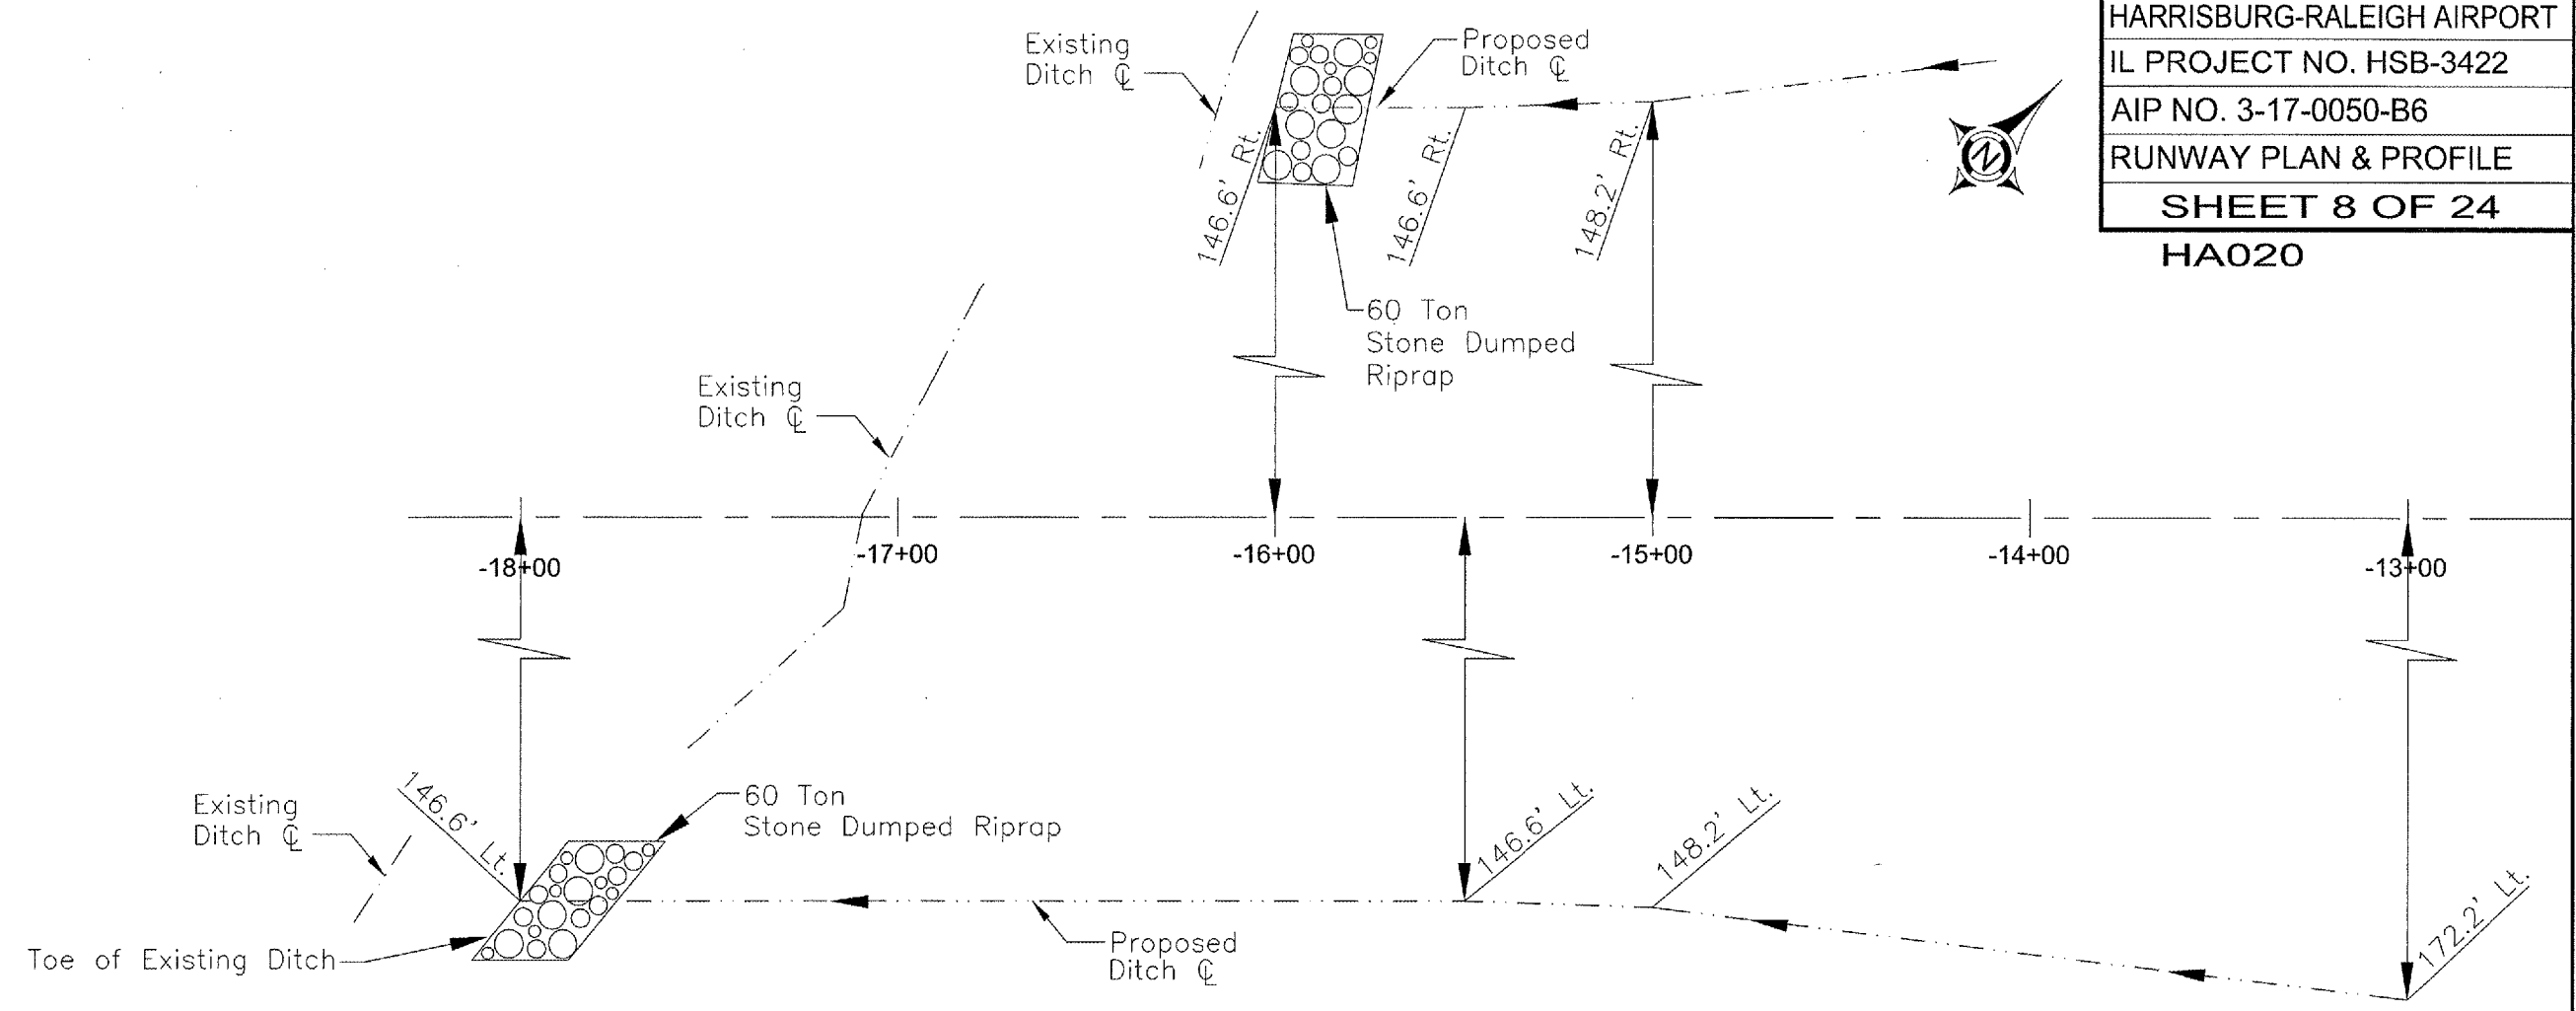 HARRISBURG-RALEIGH AIRPORT
IL PROJECT NO. HSB-3422
AIP NO. 3-17-0050-B6
RUNWAY PLAN & PROFILE
SHEET 8 OF 24
HA020
N
Existing
Ditch ℄
Proposed
Ditch ℄
146.6' Rt.
146.6' Rt.
148.2' Rt.
60 Ton
Stone Dumped
Riprap
Existing
Ditch ℄
-18+00
-17+00
-16+00
-15+00
-14+00
-13+00
Existing
Ditch ℄
146.6' Lt.
60 Ton
Stone Dumped Riprap
146.6' Lt.
148.2' Lt.
172.2' Lt.
Toe of Existing Ditch
Proposed
Ditch ℄